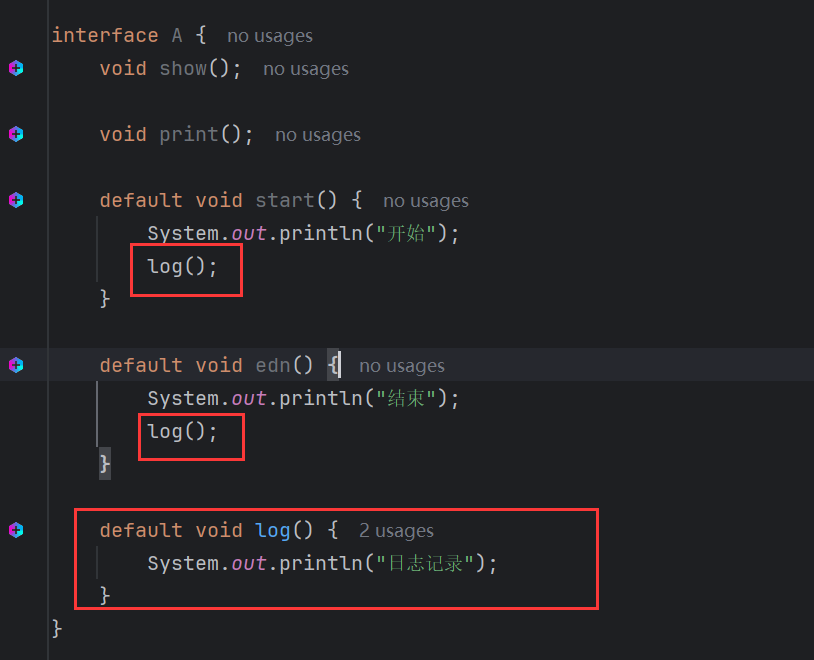 interface A {  no usages
    void show();  no usages
    void print();  no usages
    default void start() {  no usages
        System.out.println("开始");
        log();
    }
    default void edn() {  no usages
        System.out.println("结束");
        log();
    }
    default void log() {  2 usages
        System.out.println("日志记录");
    }
}